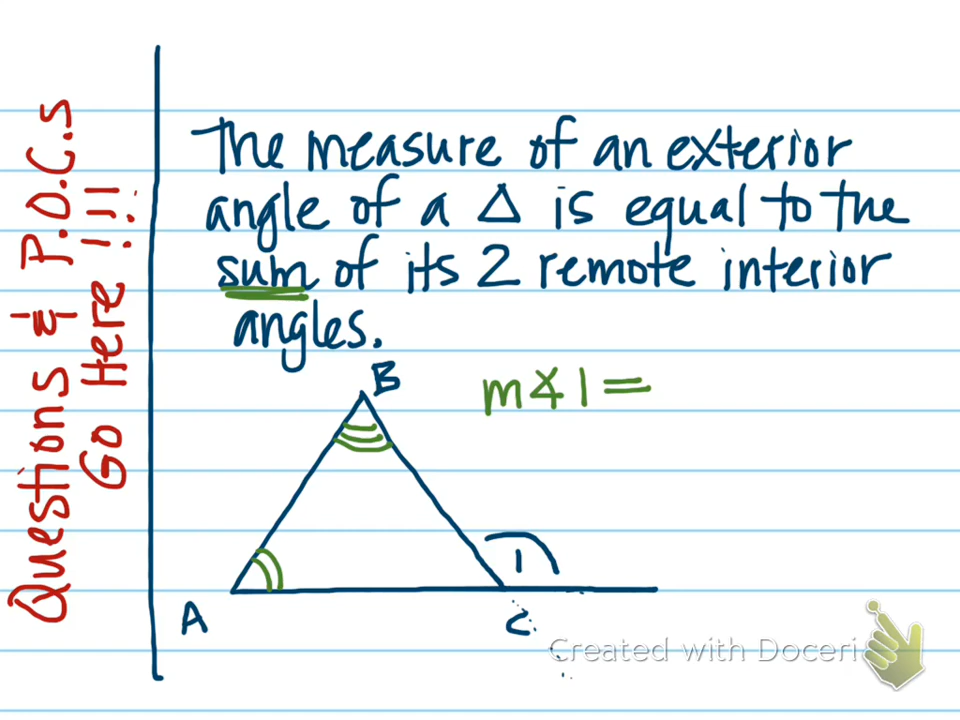 Questions & P.O.C.s
Go Here !!!
The measure of an exterior
angle of a △ is equal to the
sum of its 2 remote interior
angles.
B
m∡1=
1
A
C
Created with Doceri